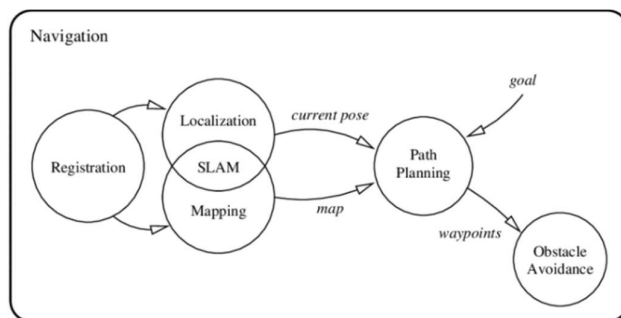 Navigation
goal
Localization
current pose
Registration
SLAM
Path
Planning
Mapping
map
waypoints
Obstacle
Avoidance